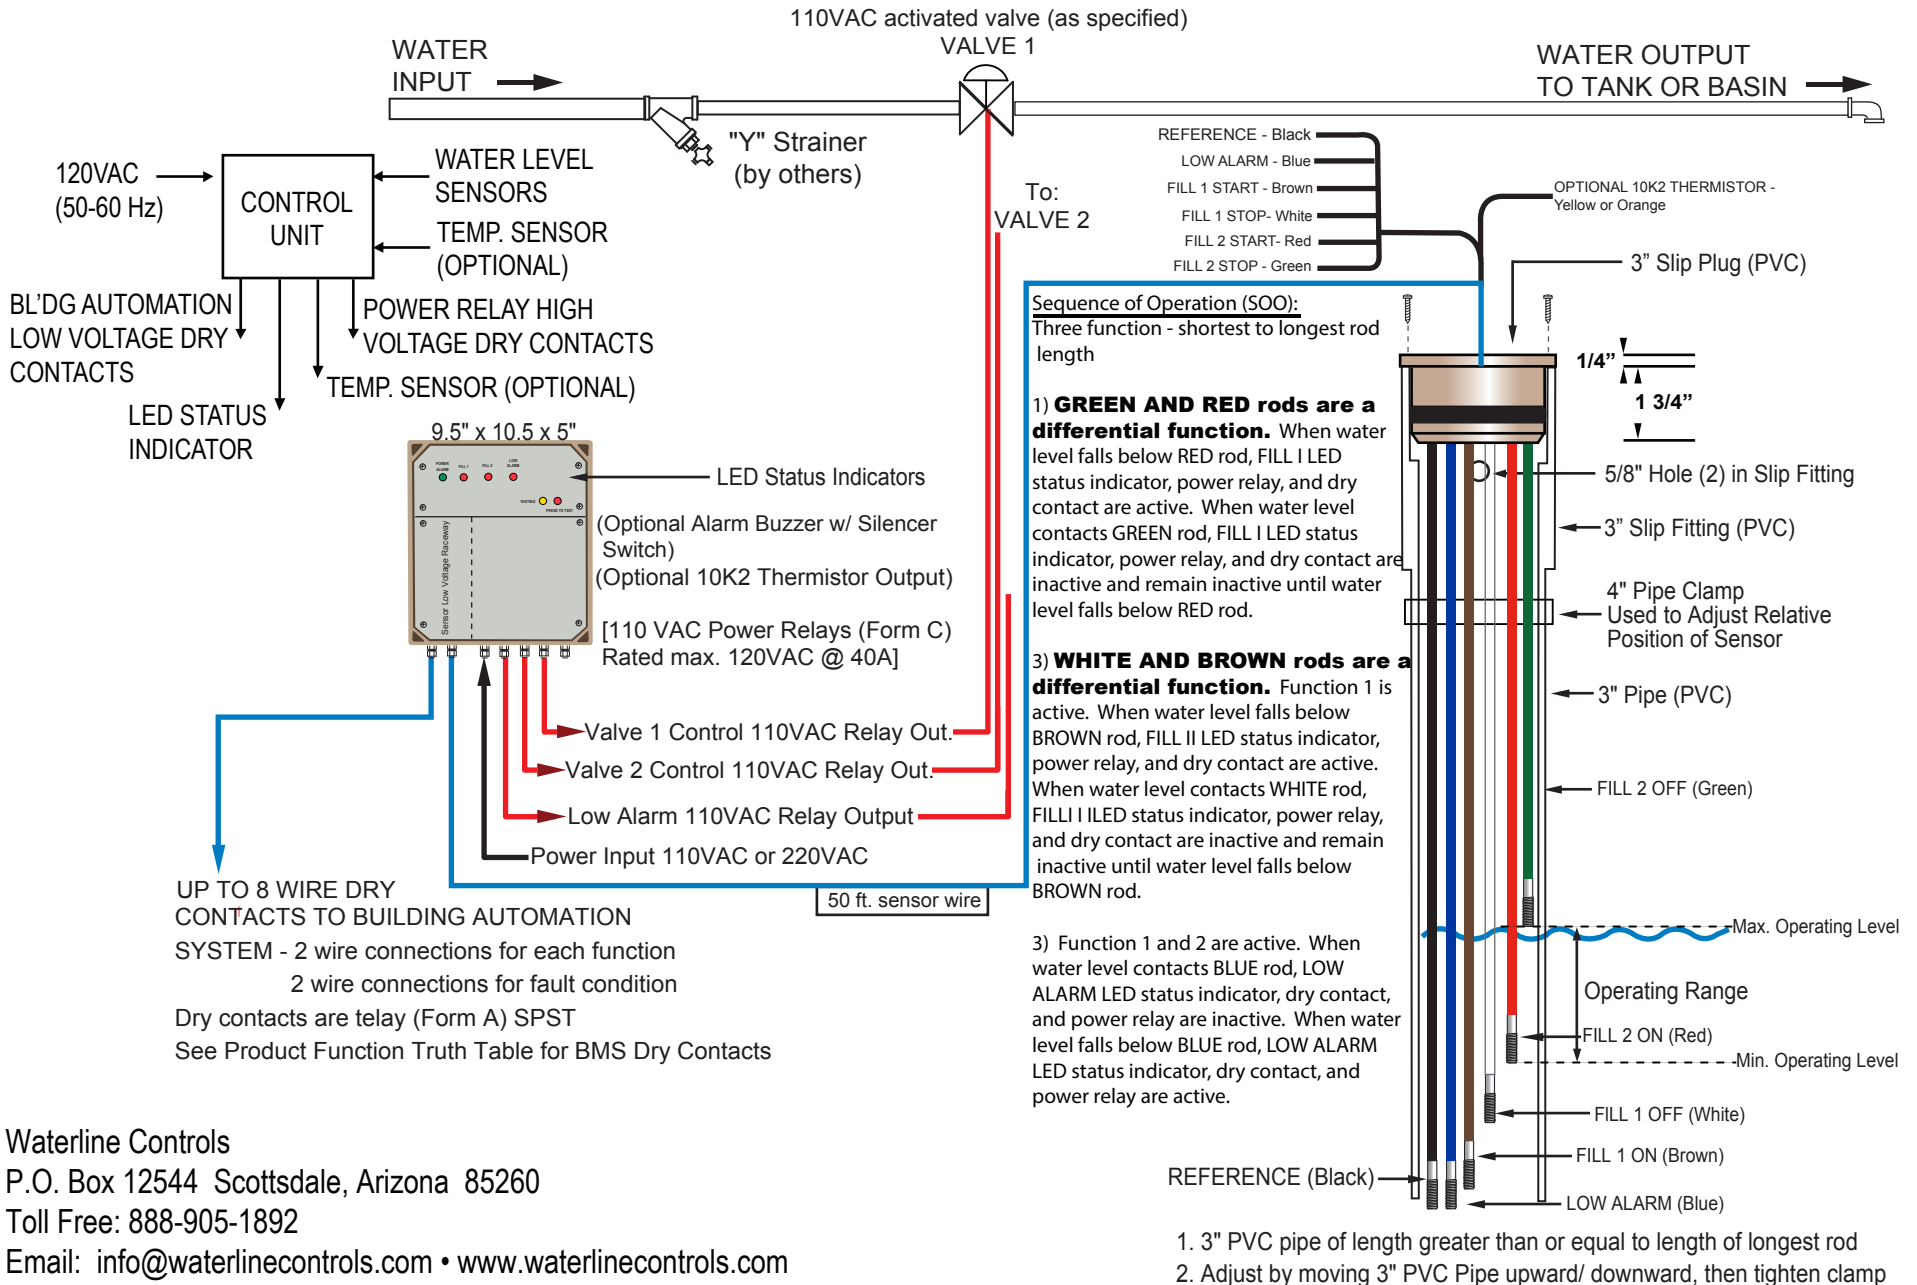 110VAC activated valve (as specified)
VALVE 1
WATER
INPUT
WATER OUTPUT
TO TANK OR BASIN
"Y" Strainer
(by others)
To:
VALVE 2
120VAC
(50-60 Hz)
CONTROL
UNIT
WATER LEVEL
SENSORS
TEMP. SENSOR
(OPTIONAL)
BL'DG AUTOMATION
LOW VOLTAGE DRY
CONTACTS
POWER RELAY HIGH
VOLTAGE DRY CONTACTS
TEMP. SENSOR (OPTIONAL)
LED STATUS
INDICATOR
REFERENCE - Black
LOW ALARM - Blue
FILL 1 START - Brown
FILL 1 STOP- White
FILL 2 START- Red
FILL 2 STOP - Green
OPTIONAL 10K2 THERMISTOR -
Yellow or Orange
9.5" x 10.5 x 5"
POWER
ALARM
FILL 1
FILL 2
LOW
ALARM
TESTING
PRESS TO TEST
Sensor Low Voltage Raceway
LED Status Indicators
(Optional Alarm Buzzer w/ Silencer
Switch)
(Optional 10K2 Thermistor Output)
[110 VAC Power Relays (Form C)
Rated max. 120VAC @ 40A]
Valve 1 Control 110VAC Relay Out.
Valve 2 Control 110VAC Relay Out.
Low Alarm 110VAC Relay Output
Power Input 110VAC or 220VAC
50 ft. sensor wire
UP TO 8 WIRE DRY
CONTACTS TO BUILDING AUTOMATION
SYSTEM - 2 wire connections for each function
2 wire connections for fault condition
Dry contacts are telay (Form A) SPST
See Product Function Truth Table for BMS Dry Contacts
Sequence of Operation (SOO):
Three function - shortest to longest rod
length
1) GREEN AND RED rods are a
differential function. When water
level falls below RED rod, FILL I LED
status indicator, power relay, and dry
contact are active. When water level
contacts GREEN rod, FILL I LED status
indicator, power relay, and dry contact are
inactive and remain inactive until water
level falls below RED rod.
3) WHITE AND BROWN rods are a
differential function. Function 1 is
active. When water level falls below
BROWN rod, FILL II LED status indicator,
power relay, and dry contact are active.
When water level contacts WHITE rod,
FILLI I ILED status indicator, power relay,
and dry contact are inactive and remain
inactive until water level falls below
BROWN rod.
3) Function 1 and 2 are active. When
water level contacts BLUE rod, LOW
ALARM LED status indicator, dry contact,
and power relay are inactive. When water
level falls below BLUE rod, LOW ALARM
LED status indicator, dry contact, and
power relay are active.
3” Slip Plug (PVC)
1/4”
1 3/4”
5/8" Hole (2) in Slip Fitting
3” Slip Fitting (PVC)
4" Pipe Clamp
Used to Adjust Relative
Position of Sensor
3" Pipe (PVC)
FILL 2 OFF (Green)
Max. Operating Level
Operating Range
FILL 2 ON (Red)
Min. Operating Level
FILL 1 OFF (White)
FILL 1 ON (Brown)
REFERENCE (Black)
LOW ALARM (Blue)
1. 3" PVC pipe of length greater than or equal to length of longest rod
2. Adjust by moving 3" PVC Pipe upward/ downward, then tighten clamp
Waterline Controls
P.O. Box 12544 Scottsdale, Arizona 85260
Toll Free: 888-905-1892
Email: info@waterlinecontrols.com • www.waterlinecontrols.com